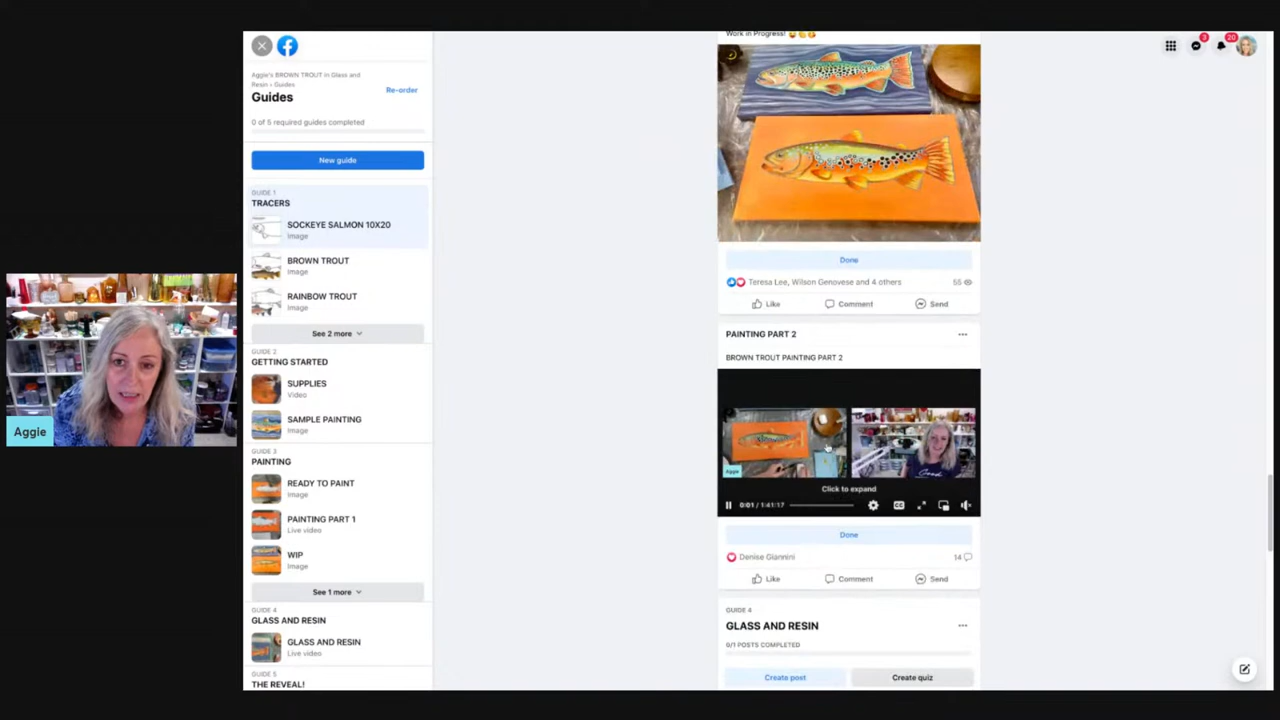 Aggie's BROWN TROUT in Glass and
Resin › Guides
Guides
Re-order
0 of 5 required guides completed
New guide
GUIDE 1
TRACERS
SOCKEYE SALMON 10X20
Image
BROWN TROUT
Image
RAINBOW TROUT
Image
See 2 more
GUIDE 2
GETTING STARTED
SUPPLIES
Video
SAMPLE PAINTING
Image
GUIDE 3
PAINTING
READY TO PAINT
Image
PAINTING PART 1
Live video
WIP
Image
See 1 more
GUIDE 4
GLASS AND RESIN
GLASS AND RESIN
Live video
GUIDE 5
THE REVEAL!
Work in Progress!
Done
Teresa Lee, Wilson Genovese and 4 others
55
Like
Comment
Send
PAINTING PART 2
BROWN TROUT PAINTING PART 2
Aggie
Click to expand
0:01 / 1:41:17
Done
Denise Giannini
14
Like
Comment
Send
GUIDE 4
GLASS AND RESIN
0/1 POSTS COMPLETED
Create post
Create quiz
3
20
Aggie